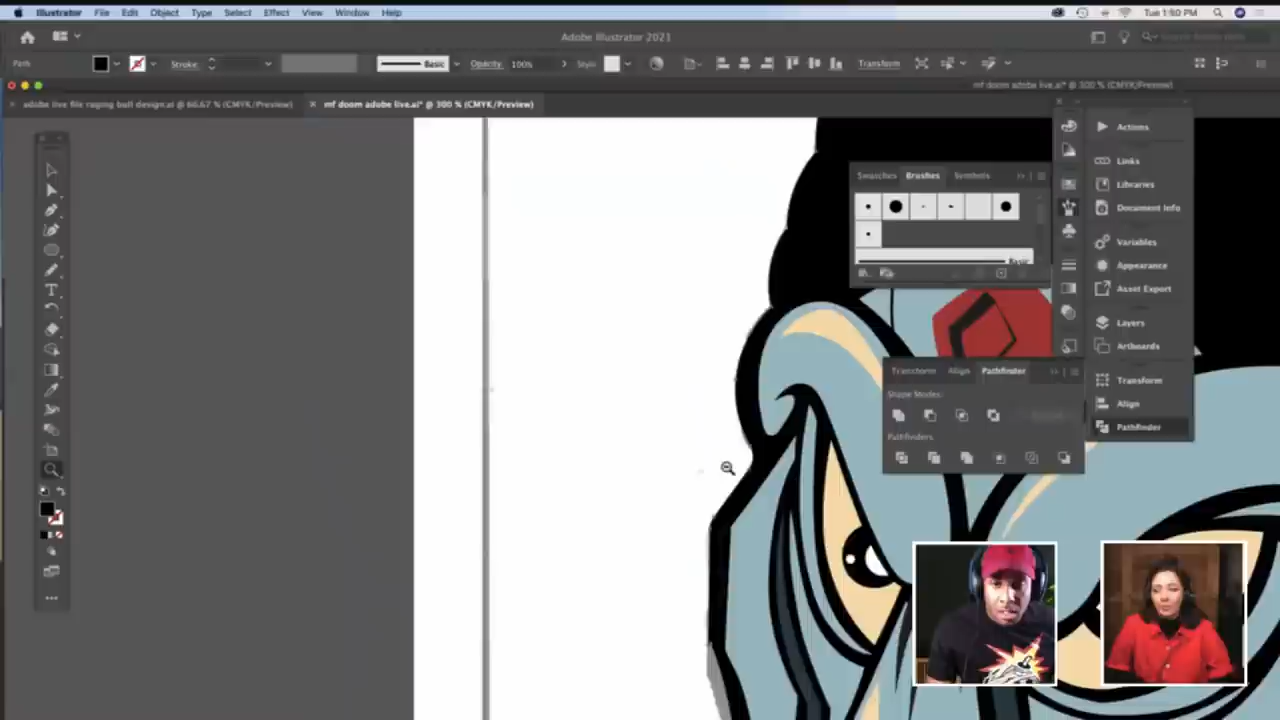 Illustrator File Edit Object Type Select Effect View Window Help Tue 1:50 PM
Adobe Illustrator 2021
Path Stroke: Basic Opacity: 100% Style: Transform
mf doom adobe live.ai* @ 300 % (CMYK/Preview)
adobe live file raging bull design.ai @ 66.67 % (CMYK/Preview) mf doom adobe live.ai* @ 300 % (CMYK/Preview)
Actions
Links
Libraries
Document Info
Variables
Appearance
Asset Export
Layers
Artboards
Transform
Align
Pathfinder
Swatches Brushes Symbols
Basic
Transform Align Pathfinder
Shape Modes:
Pathfinders: